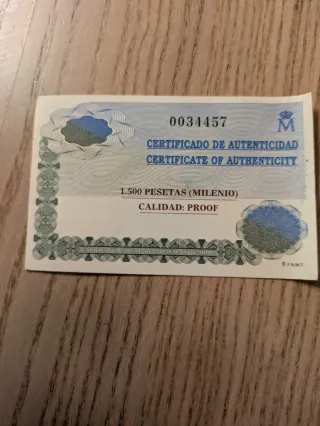 0034457
M
CERTIFICADO DE AUTENTICIDAD
CERTIFICATE OF AUTHENTICITY
1.500 PESETAS (MILENIO)
CALIDAD: PROOF
F.N.M.T.